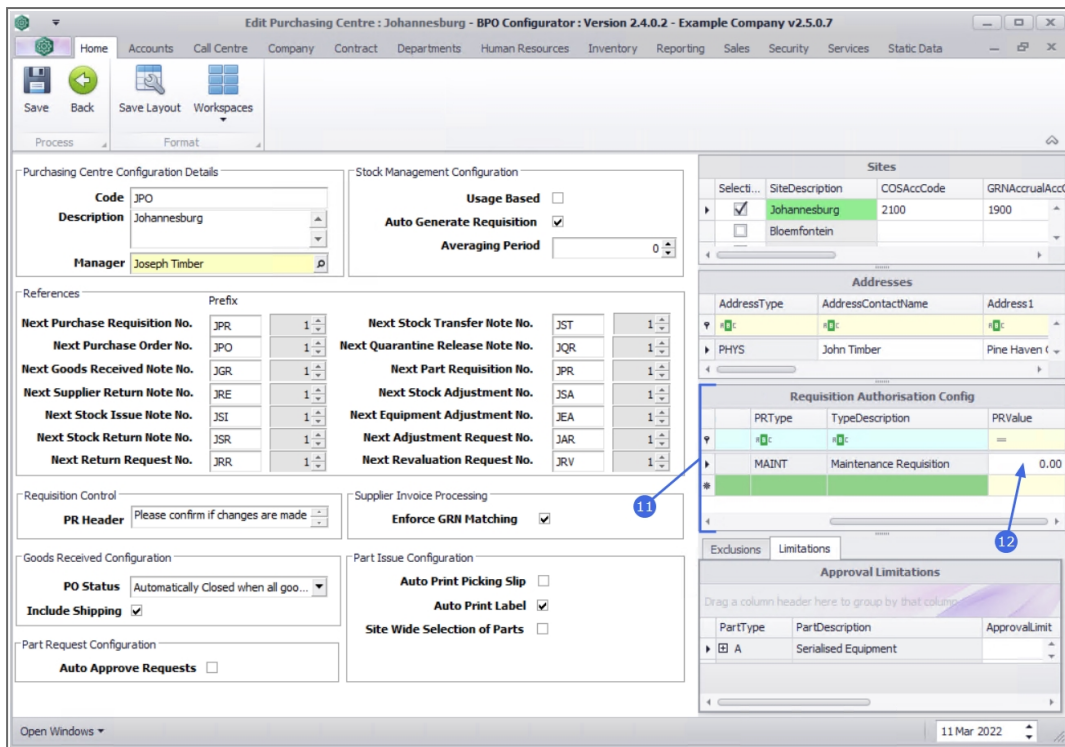 Edit Purchasing Centre : Johannesburg - BPO Configurator : Version 2.4.0.2 - Example Company v2.5.0.7
Home Accounts Call Centre Company Contract Departments Human Resources Inventory Reporting Sales Security Services Static Data
Save Back Save Layout Workspaces
Process Format
Purchasing Centre Configuration Details
Code JPO
Description Johannesburg
Manager Joseph Timber
Stock Management Configuration
Usage Based
Auto Generate Requisition
Averaging Period 0
References
Prefix
Next Purchase Requisition No. JPR 1
Next Purchase Order No. JPO 1
Next Goods Received Note No. JGR 1
Next Supplier Return Note No. JRE 1
Next Stock Issue Note No. JSI 1
Next Stock Return Note No. JSR 1
Next Return Request No. JRR 1
Next Stock Transfer Note No. JST 1
Next Quarantine Release Note No. JQR 1
Next Part Requisition No. JPR 1
Next Stock Adjustment No. JSA 1
Next Equipment Adjustment No. JEA 1
Next Adjustment Request No. JAR 1
Next Revaluation Request No. JRV 1
Requisition Control
PR Header Please confirm if changes are made
Supplier Invoice Processing
Enforce GRN Matching
Goods Received Configuration
PO Status Automatically Closed when all goo...
Include Shipping
Part Request Configuration
Auto Approve Requests
Part Issue Configuration
Auto Print Picking Slip
Auto Print Label
Site Wide Selection of Parts
Sites
Selecti... SiteDescription COSAccCode GRNAccrualAccC
Johannesburg 2100 1900
Bloemfontein
Addresses
AddressType AddressContactName Address1
PHYS John Timber Pine Haven
Requisition Authorisation Config
PRType TypeDescription PRValue
=
MAINT Maintenance Requisition 0.00
11
12
Exclusions Limitations
Approval Limitations
Drag a column header here to group by that column
PartType PartDescription ApprovalLimit
A Serialised Equipment
Open Windows 11 Mar 2022